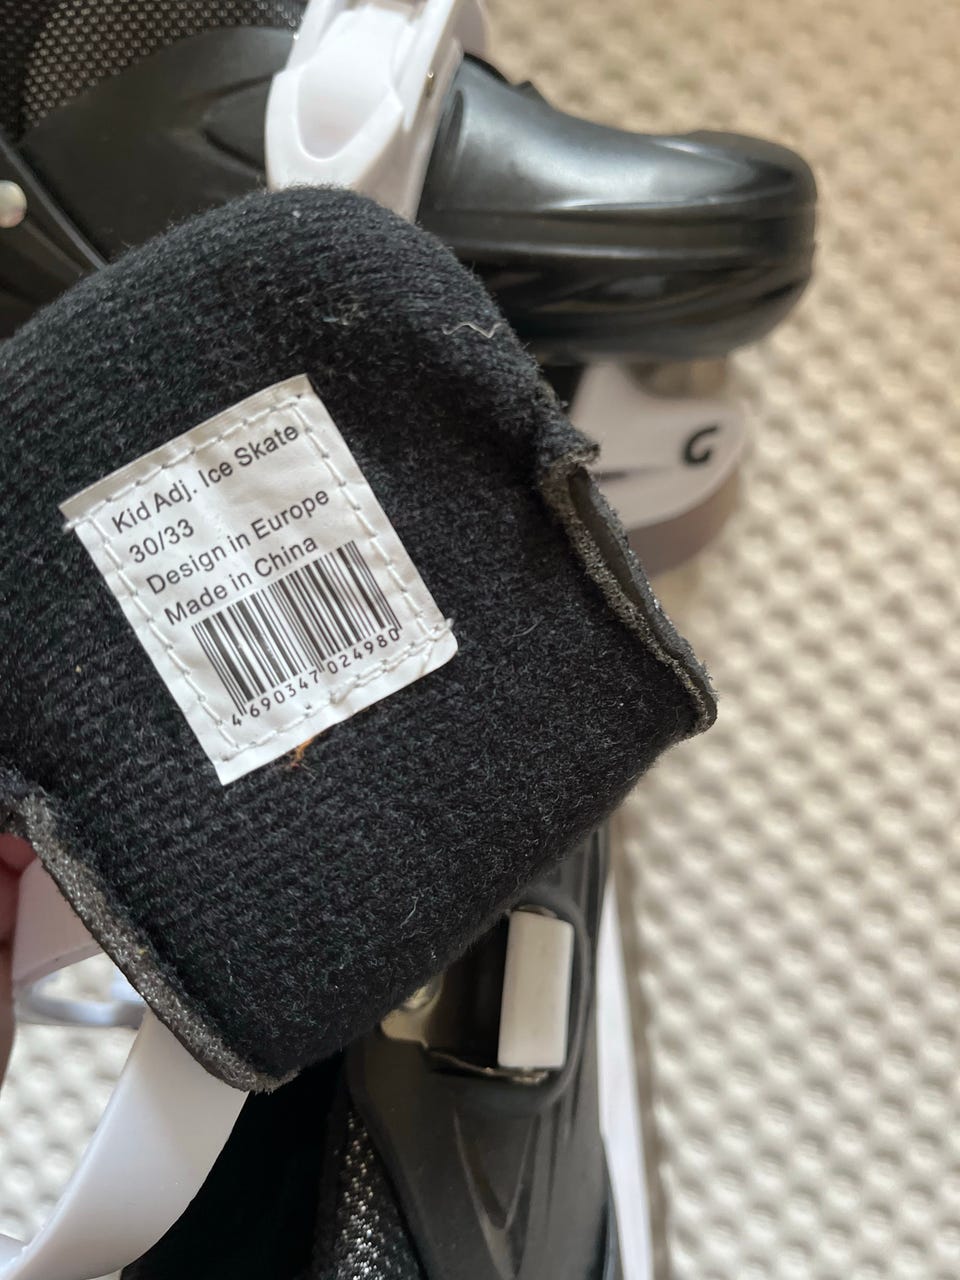 Kid Adj. Ice Skate
30/33
Design in Europe
Made in China
4690347024980
G